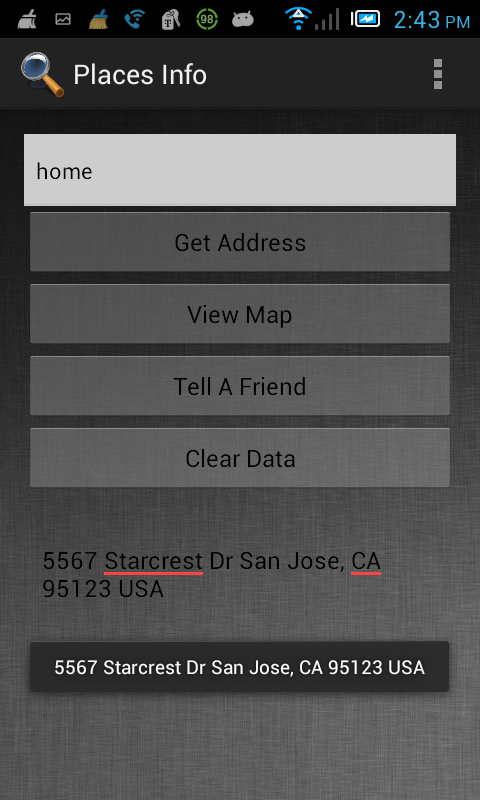 98
2:43 PM
Places Info
home
Get Address
View Map
Tell A Friend
Clear Data
5567 Starcrest Dr San Jose, CA
95123 USA
5567 Starcrest Dr San Jose, CA 95123 USA